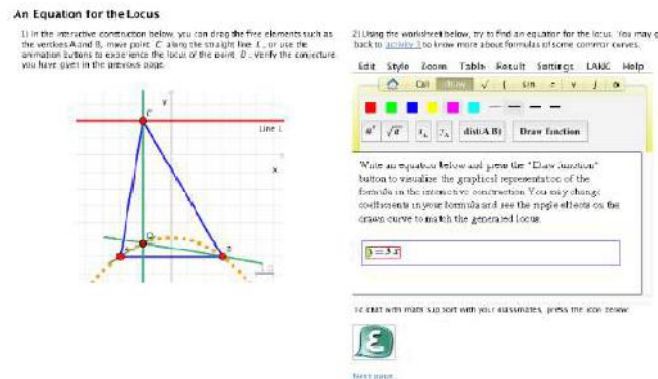 An Equation for the Locus
1) In the interactive construction below, you can drag the free elements such as
the vertices A and B, move point C along the straight line L, or use the
animation buttons to experience the locus of the point D. Verify the conjecture
you have given in the previous page.
2) Using the worksheet below, try to find an equation for the locus. You may g
back to activity 1 to know more about formulas of some common curves.
Edit Style Zoom Table Result Settings Help
Draw
sin
dist(A B) Draw function
Write an equation below and press the "Draw function"
button to visualize the graphical representation of the
formula in the interactive construction. You may change
coefficients in your formula and see the ripple effects on the
drawn curve to match the generated locus.
C
y
Line L
x
y = 3 x
To chat with math support with your classmates, press the icon below
Next page